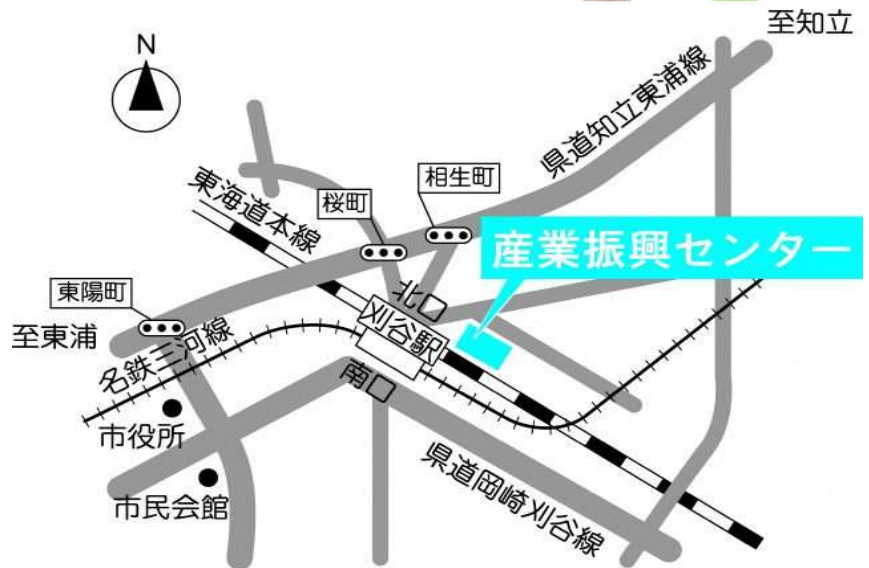 至知立
N
県道知立東浦線
相生町
桜町
東海道本線
産業振興センター
東陽町
北口
刈谷駅
至東浦
名鉄三河線
南口
市役所
市民会館
県道岡崎刈谷線